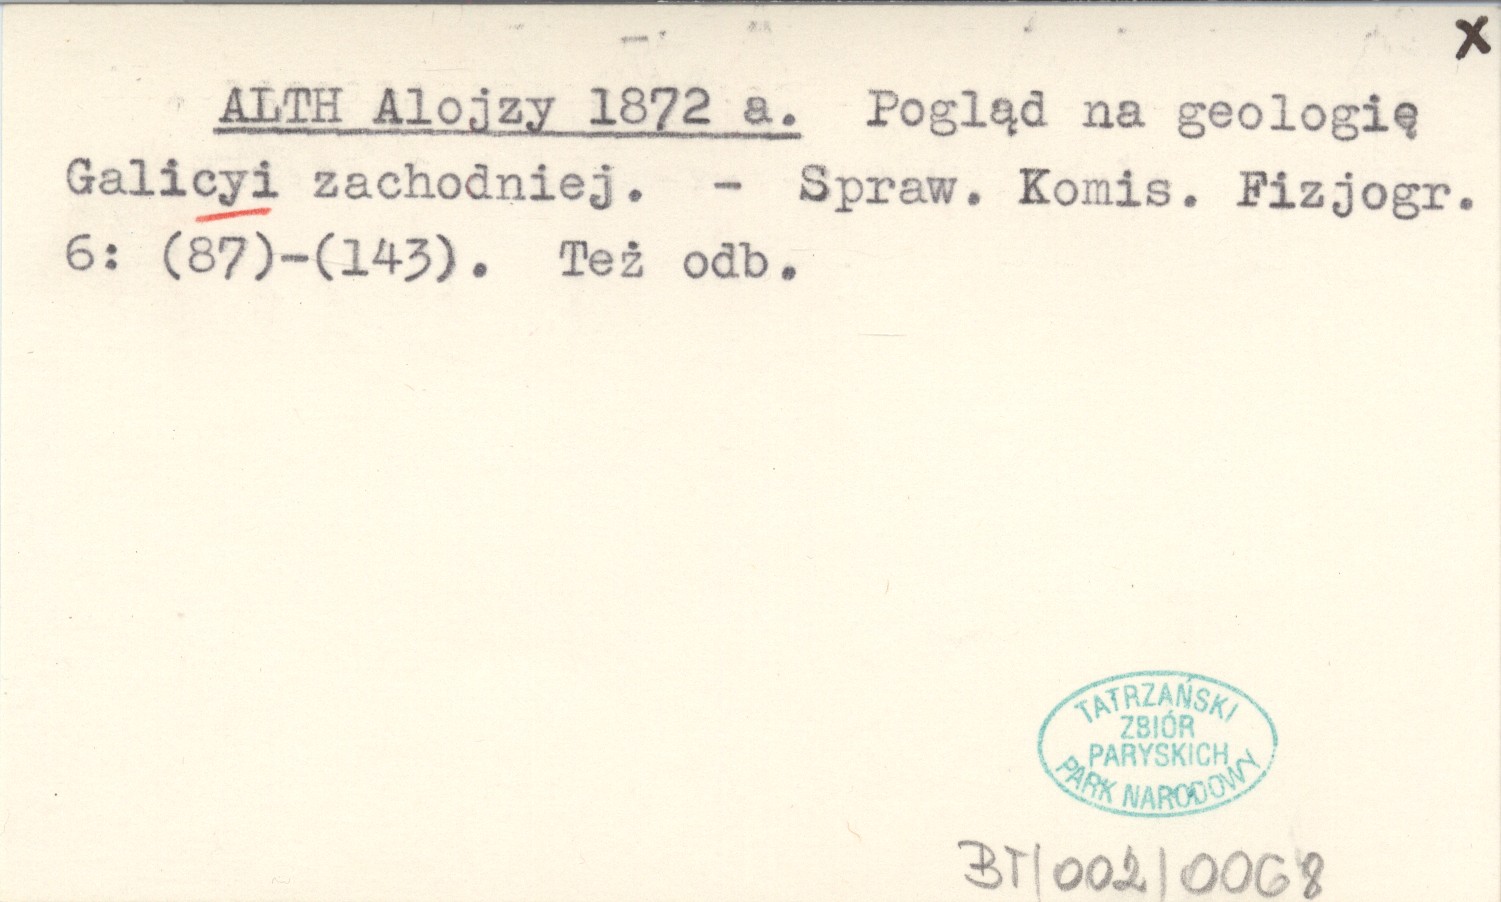 x
ALTH Alojzy 1872 a. Pogląd na geologię
Galicyi zachodniej. - Spraw. Komis. Fizjogr.
6: (87)-(143). Też odb.
TATRZAŃSKI
ZBIÓR
PARYSKICH
PARK NARODOWY
BT/002/0068